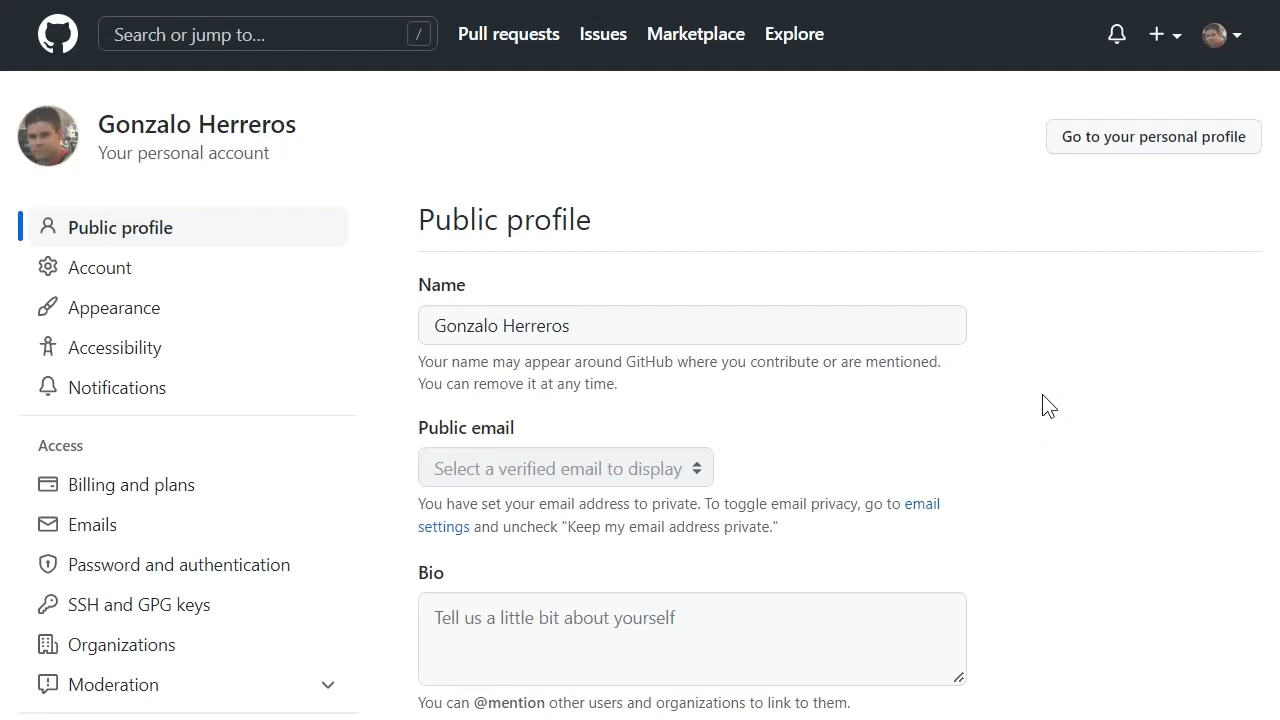 Search or jump to...
/
Pull requests
Issues
Marketplace
Explore
Gonzalo Herreros
Your personal account
Go to your personal profile
Public profile
Account
Appearance
Accessibility
Notifications
Access
Billing and plans
Emails
Password and authentication
SSH and GPG keys
Organizations
Moderation
Public profile
Name
Gonzalo Herreros
Your name may appear around GitHub where you contribute or are mentioned.
You can remove it at any time.
Public email
Select a verified email to display
You have set your email address to private. To toggle email privacy, go to email
settings and uncheck "Keep my email address private."
Bio
Tell us a little bit about yourself
You can @mention other users and organizations to link to them.